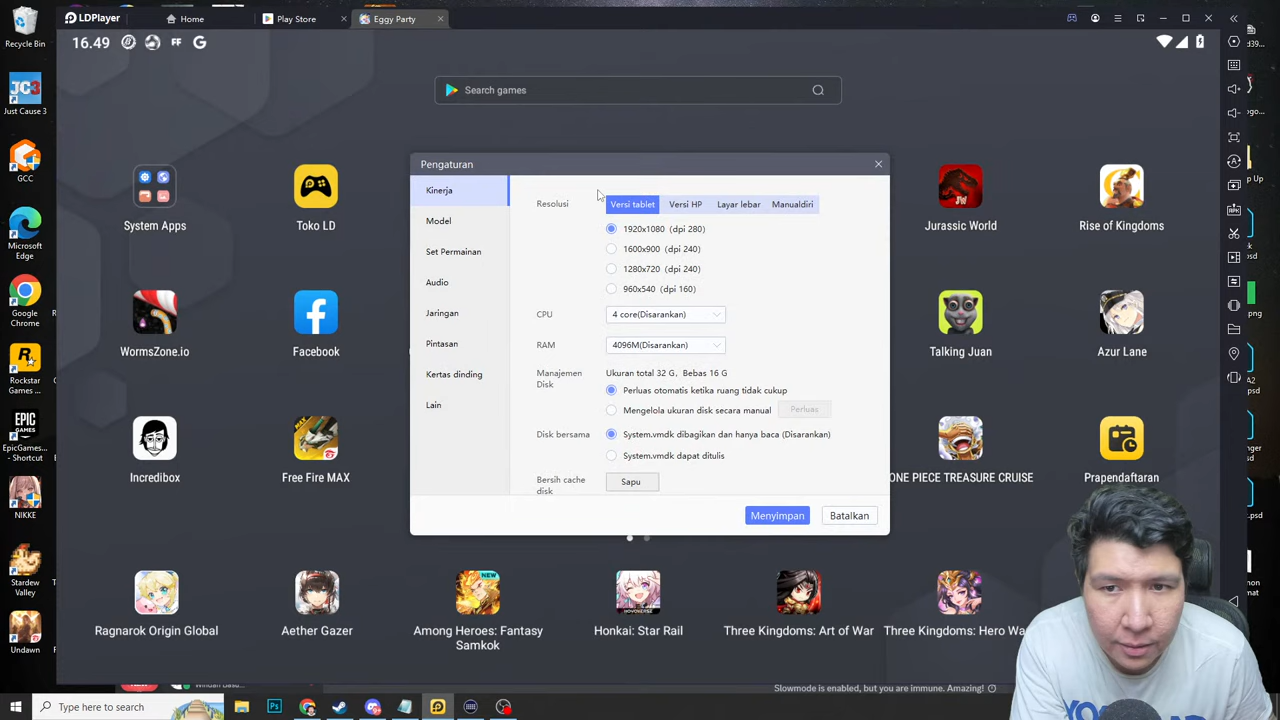 LDPlayer
Home
Play Store
Eggy Party
16.49
FF
G
Search games
Recycle Bin
JC3
Just Cause 3
GCC
Microsoft
Edge
Google
Chrome
Rockstar
Games
EPIC
GAMES
EpicGames
- Shortcut
NIKKE
Stardew
Valley
Undawn
System Apps
Toko LD
Jurassic World
Rise of Kingdoms
WormsZone.io
Facebook
Talking Juan
Azur Lane
Incredibox
Free Fire MAX
ONE PIECE TREASURE CRUISE
Prapendaftaran
Pengaturan
Kinerja
Model
Set Permainan
Audio
Jaringan
Pintasan
Kertas dinding
Lain
Resolusi
Versi tablet
Versi HP
Layar lebar
Manualdiri
1920x1080 (dpi 280)
1600x900 (dpi 240)
1280x720 (dpi 240)
960x540 (dpi 160)
CPU
4 core(Disarankan)
RAM
4096M(Disarankan)
Manajemen
Disk
Ukuran total 32 G, Bebas 16 G
Perluas otomatis ketika ruang tidak cukup
Mengelola ukuran disk secara manual
Perluas
Disk bersama
System.vmdk dibagikan dan hanya baca (Disarankan)
System.vmdk dapat ditulis
Bersih cache
disk
Sapu
Menyimpan
Batalkan
Ragnarok Origin Global
Aether Gazer
NEW
Among Heroes: Fantasy
Samkok
Honkai: Star Rail
Three Kingdoms: Art of War
Three Kingdoms: Hero Wa
Slowmode is enabled, but you are immune. Amazing!
Type here to search